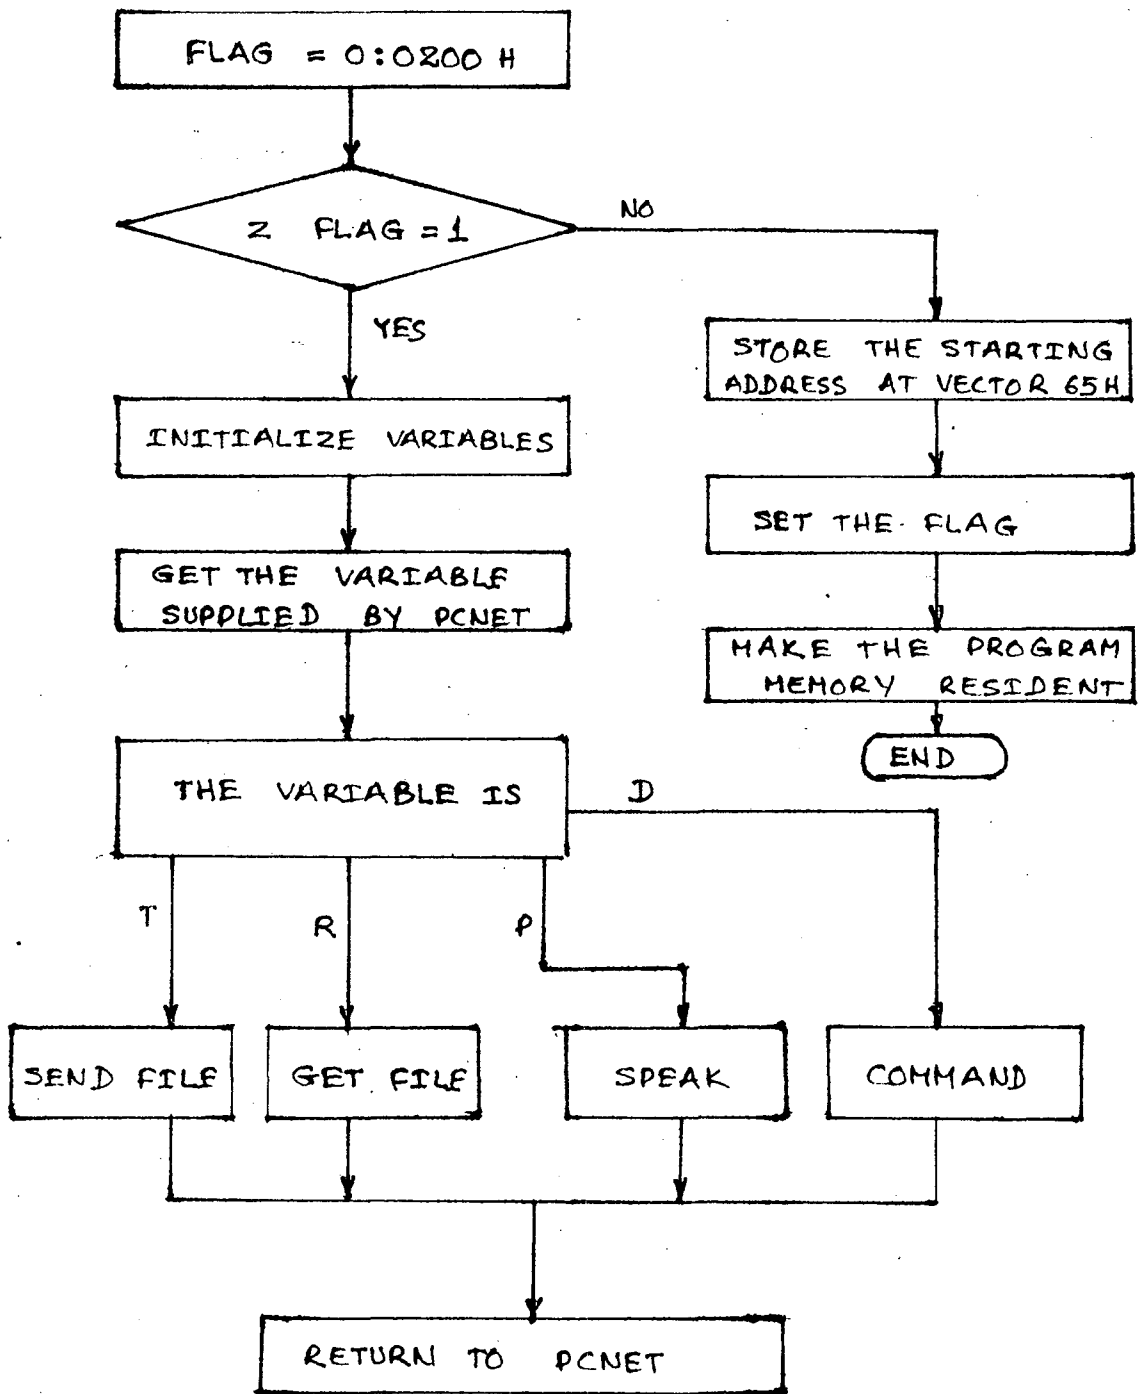 FLAG = 0:0200 H
Z FLAG = 1
NO
YES
STORE THE STARTING
ADDRESS AT VECTOR 65H
INITIALIZE VARIABLES
SET THE FLAG
GET THE VARIABLE
SUPPLIED BY PCNET
MAKE THE PROGRAM
MEMORY RESIDENT
END
THE VARIABLE IS
D
T
R
P
SEND FILE
GET FILE
SPEAK
COMMAND
RETURN TO PCNET